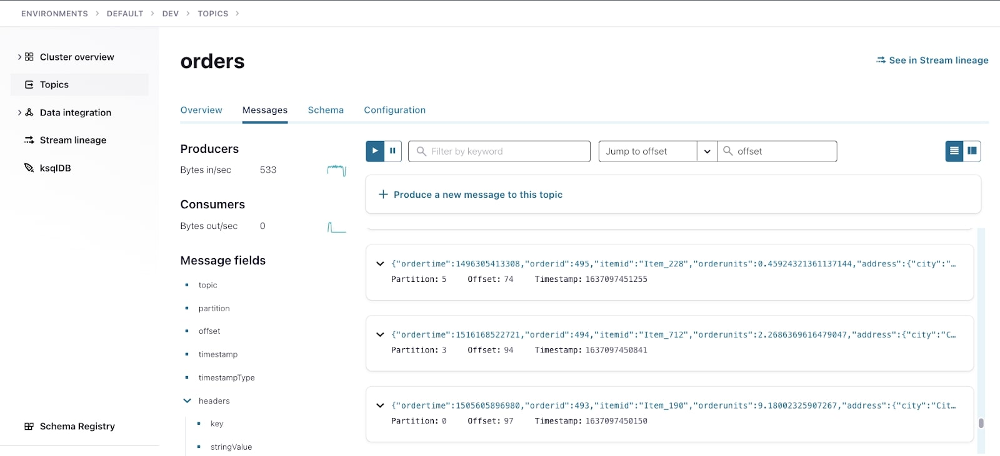 ENVIRONMENTS > DEFAULT > DEV > TOPICS >
Cluster overview
Topics
Data integration
Stream lineage
ksqlDB
Schema Registry
orders
See in Stream lineage
Overview Messages Schema Configuration
Producers
Bytes in/sec 533
Consumers
Bytes out/sec 0
Message fields
topic
partition
offset
timestamp
timestampType
headers
key
stringValue
Filter by keyword Jump to offset offset
+ Produce a new message to this topic
{"ordertime":1496305413308,"orderid":495,"itemid":"Item_228","orderunits":0.45924321361137144,"address":{"city":"…
Partition: 5 Offset: 74 Timestamp: 1637097451255
{"ordertime":1516168522721,"orderid":494,"itemid":"Item_712","orderunits":2.2686369616479047,"address":{"city":"C…
Partition: 3 Offset: 94 Timestamp: 1637097450841
{"ordertime":1505605896980,"orderid":493,"itemid":"Item_190","orderunits":9.18002325907267,"address":{"city":"Cit…
Partition: 0 Offset: 97 Timestamp: 1637097450150